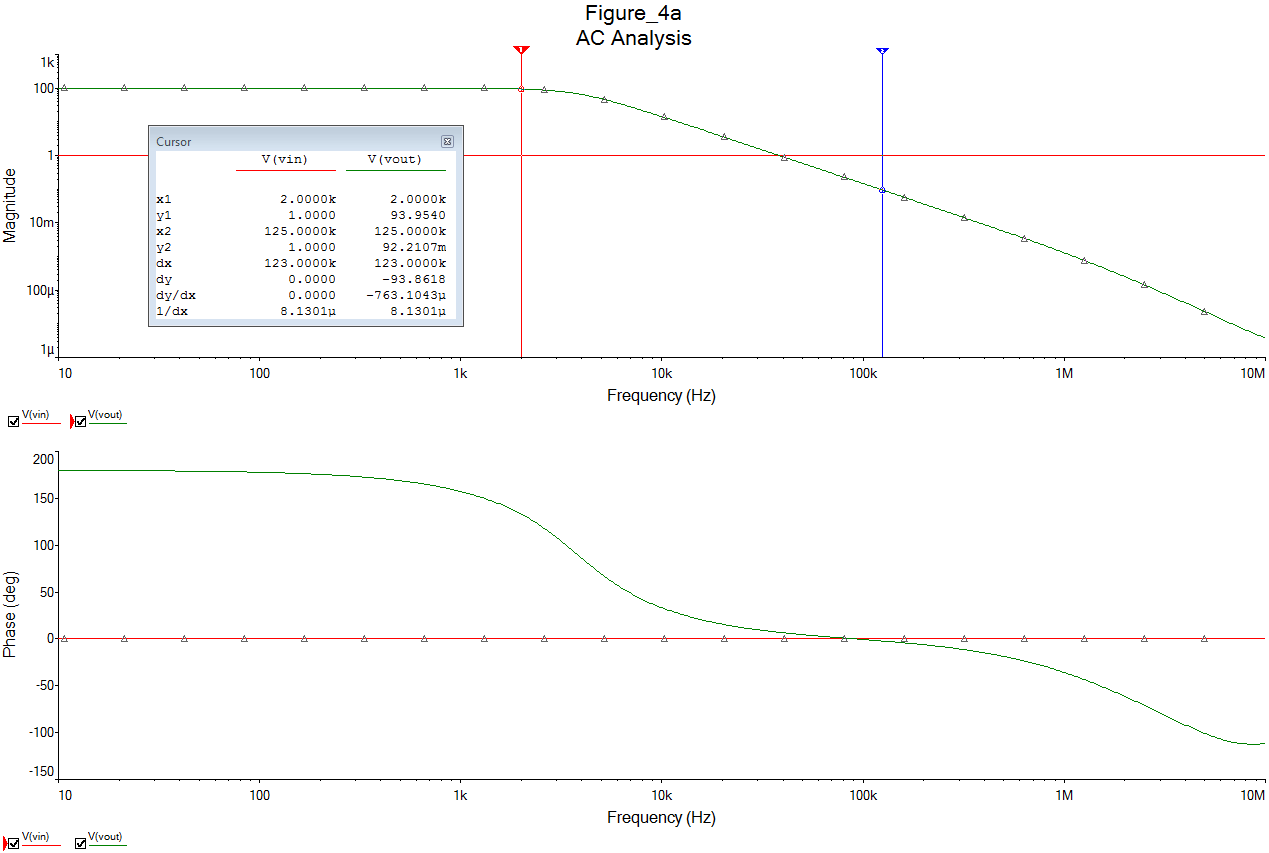 Figure_4a
AC Analysis
Magnitude
1k
100
1
10m
100µ
1µ
Cursor
V(vin) V(vout)
x1 2.0000k 2.0000k
y1 1.0000 93.9540
x2 125.0000k 125.0000k
y2 1.0000 92.2107m
dx 123.0000k 123.0000k
dy 0.0000 -93.8618
dy/dx 0.0000 -763.1043µ
1/dx 8.1301µ 8.1301µ
10 100 1k 10k 100k 1M 10M
Frequency (Hz)
V(vin) V(vout)
Phase (deg)
200
150
100
50
0
-50
-100
-150
10 100 1k 10k 100k 1M 10M
Frequency (Hz)
V(vin) V(vout)